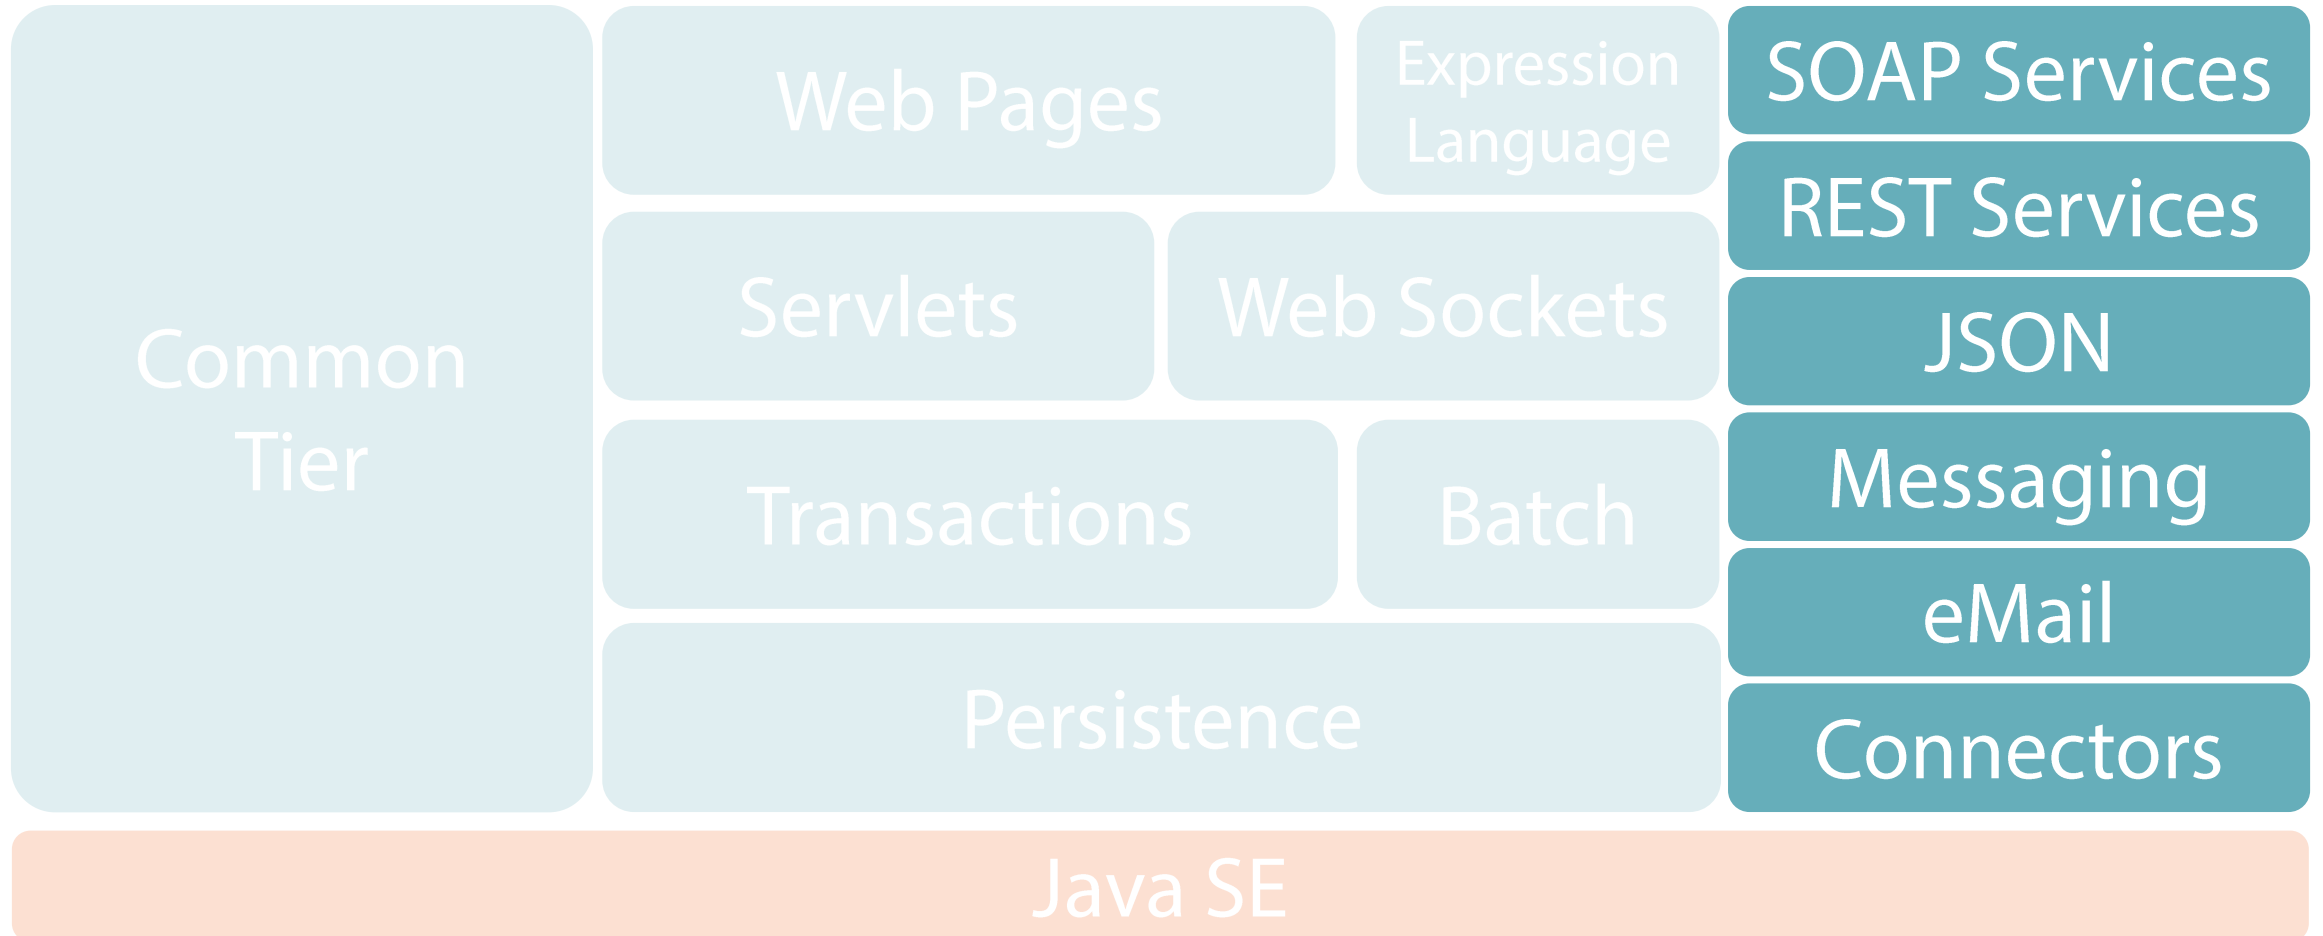 Common
Tier
Web Pages
Expression
Language
Servlets
Web Sockets
Transactions
Batch
Persistence
SOAP Services
REST Services
JSON
Messaging
eMail
Connectors
Java SE